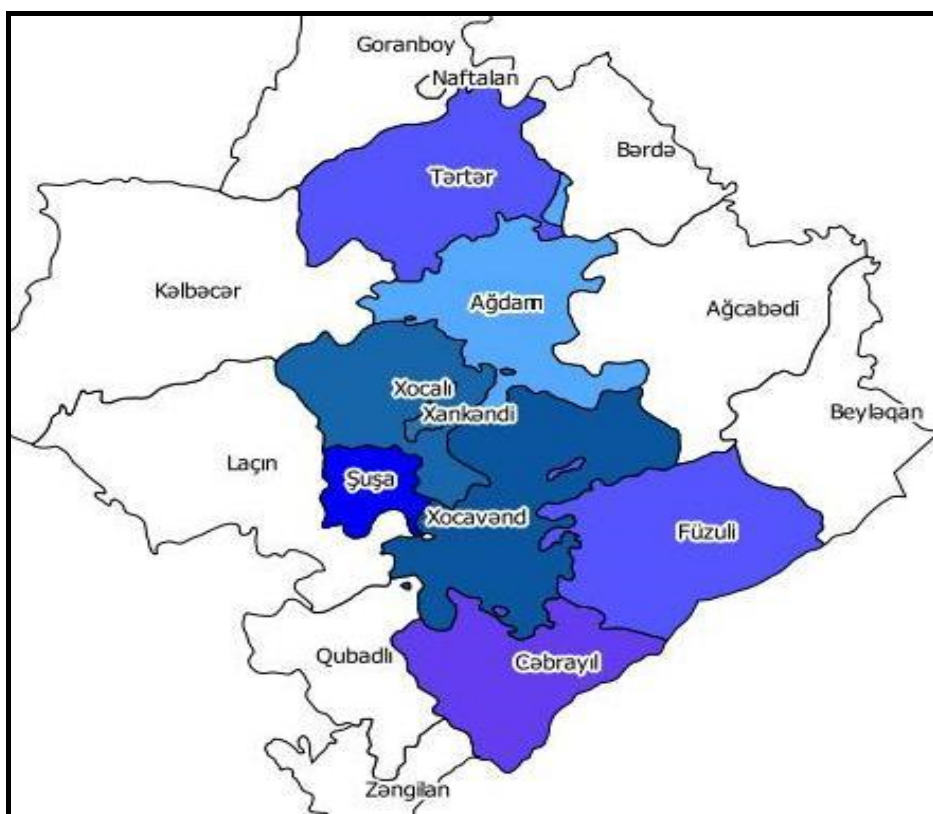 Goranboy
Naftalan
Bərdə
Tərtər
Kəlbəcər
Ağdam
Ağcabədi
Xocalı
Xankəndi
Beyləqan
Laçın
Şuşa
Xocavənd
Füzuli
Qubadlı
Cəbrayıl
Zəngilan